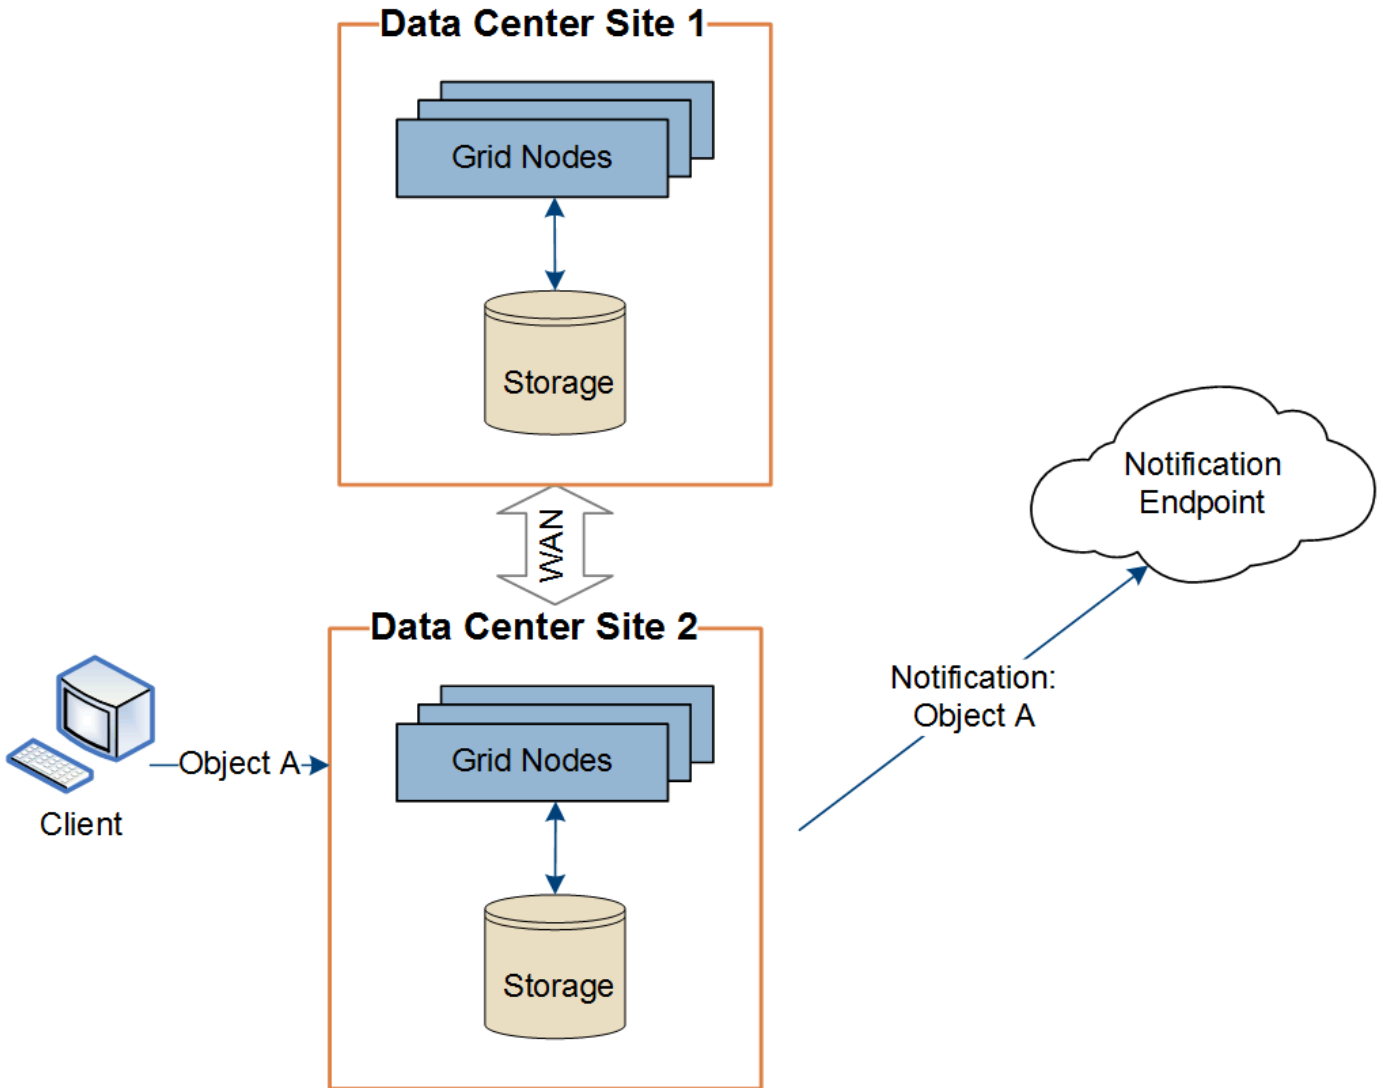 Data Center Site 1
Grid Nodes
Storage
Notification
Endpoint
WAN
Data Center Site 2
Notification:
Object A
Grid Nodes
Object A
Client
Storage